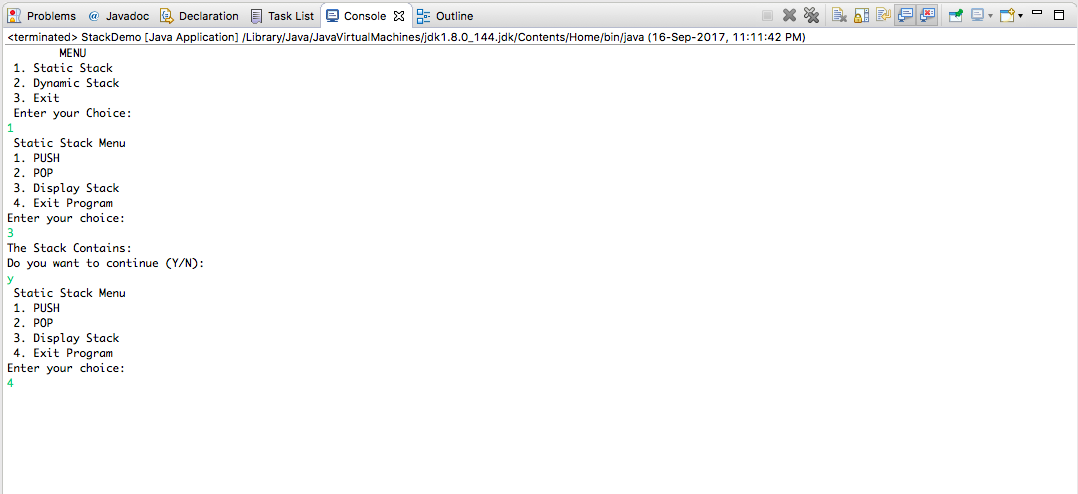 Problems @ Javadoc Declaration Task List Console Outline
<terminated> StackDemo [Java Application] /Library/Java/JavaVirtualMachines/jdk1.8.0_144.jdk/Contents/Home/bin/java (16-Sep-2017, 11:11:42 PM)
MENU
1. Static Stack
2. Dynamic Stack
3. Exit
Enter your Choice:
1
Static Stack Menu
1. PUSH
2. POP
3. Display Stack
4. Exit Program
Enter your choice:
3
The Stack Contains:
Do you want to continue (Y/N):
y
Static Stack Menu
1. PUSH
2. POP
3. Display Stack
4. Exit Program
Enter your choice:
4